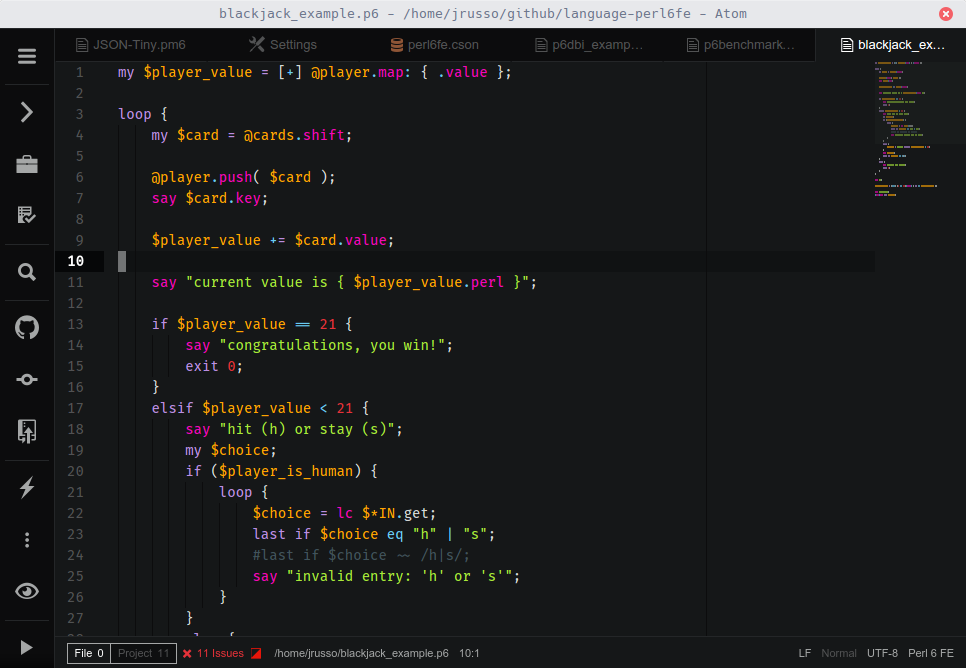 blackjack_example.p6 – /home/jrusso/github/language-perl6fe – Atom
JSON-Tiny.pm6 Settings perl6fe.cson p6dbi_examp… p6benchmark… blackjack_ex…
1 my $player_value = [+] @player.map: { .value };
2
3 loop {
4 my $card = @cards.shift;
5
6 @player.push( $card );
7 say $card.key;
8
9 $player_value += $card.value;
10
11 say "current value is { $player_value.perl }";
12
13 if $player_value == 21 {
14 say "congratulations, you win!";
15 exit 0;
16 }
17 elsif $player_value < 21 {
18 say "hit (h) or stay (s)";
19 my $choice;
20 if ($player_is_human) {
21 loop {
22 $choice = lc $*IN.get;
23 last if $choice eq "h" | "s";
24 #last if $choice ~~ /h|s/;
25 say "invalid entry: 'h' or 's'";
26 }
27 }
File 0 Project 11 11 Issues /home/jrusso/blackjack_example.p6 10:1 LF Normal UTF-8 Perl 6 FE